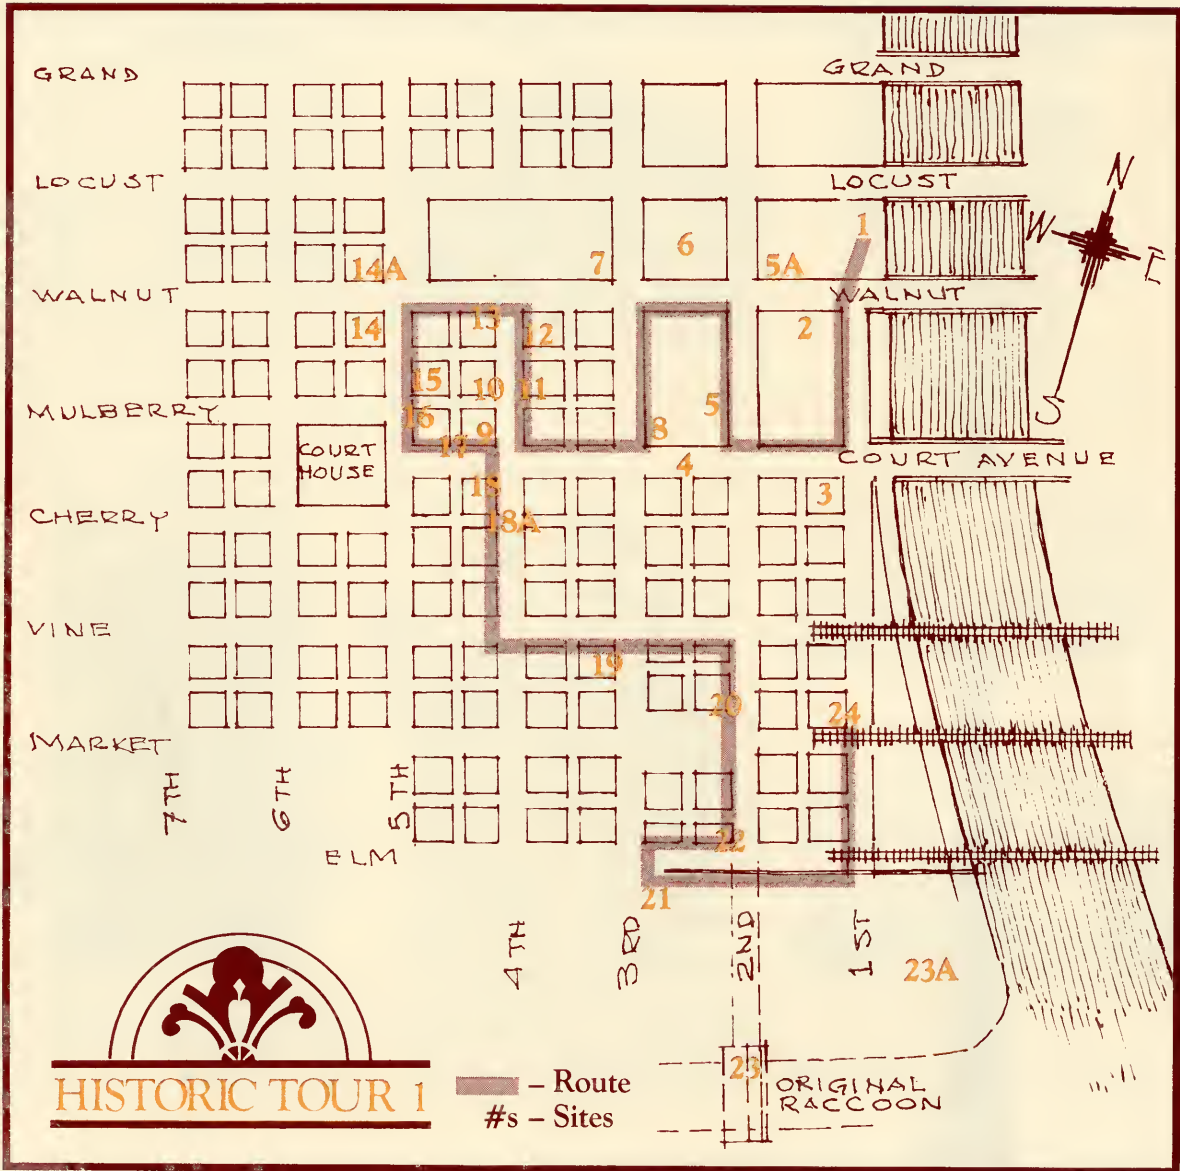 GRAND
GRAND
LOCUST
LOCUST
N
W
E
S
1
6
7
5A
14A
WALNUT
WALNUT
13
14
12
2
15
10
11
5
MULBERRY
16
9
8
17
COURT
HOUSE
4
COURT AVENUE
18
3
CHERRY
18A
VINE
19
20
24
MARKET
7TH
6TH
5TH
ELM
22
21
4TH
3RD
2ND
1ST
23A
23
ORIGINAL
RACCOON
HISTORIC TOUR 1
– Route
#s – Sites